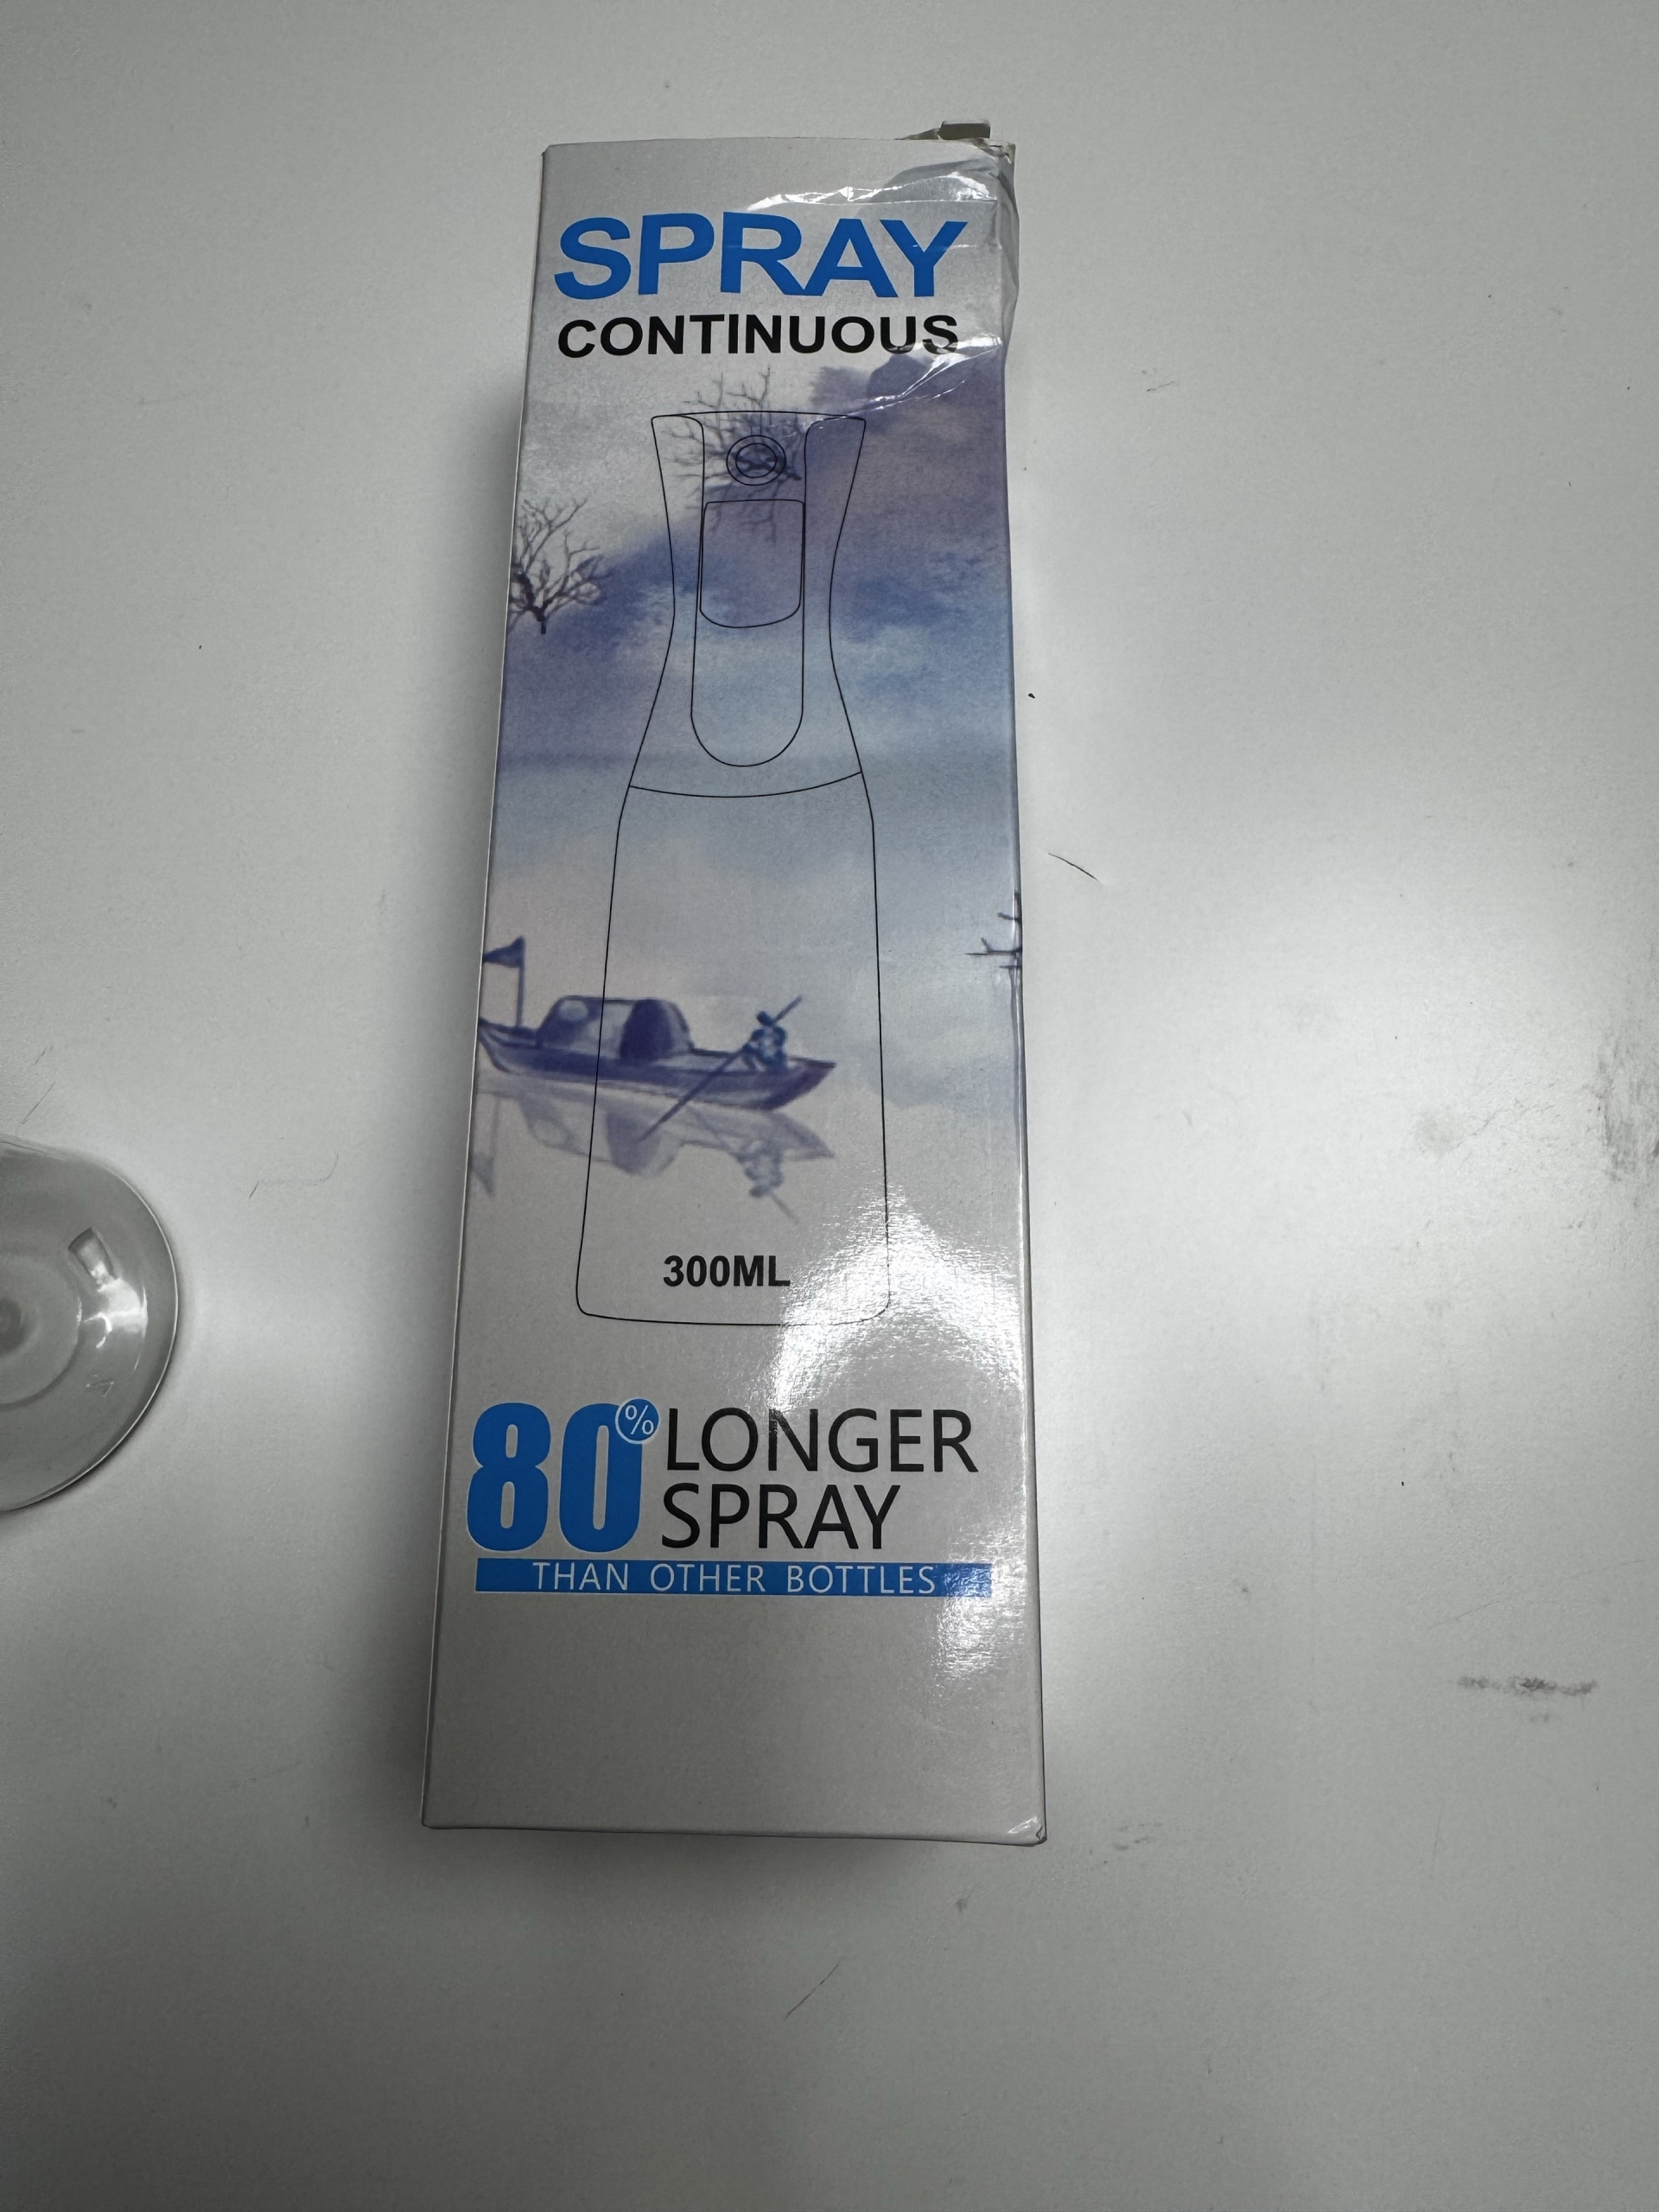 SPRAY
CONTINUOUS
300ML
80% LONGER
SPRAY
THAN OTHER BOTTLES